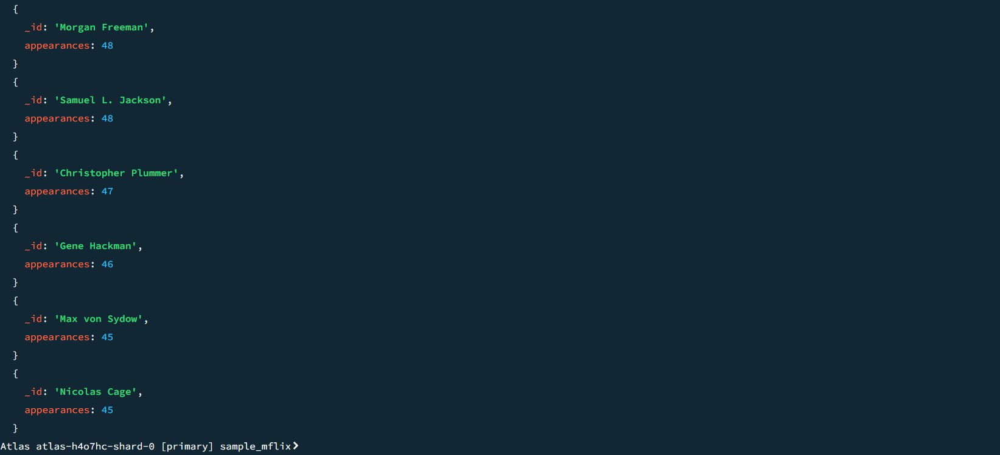 {
_id: 'Morgan Freeman',
appearances: 48
}
{
_id: 'Samuel L. Jackson',
appearances: 48
}
{
_id: 'Christopher Plummer',
appearances: 47
}
{
_id: 'Gene Hackman',
appearances: 46
}
{
_id: 'Max von Sydow',
appearances: 45
}
{
_id: 'Nicolas Cage',
appearances: 45
}
Atlas atlas-h4o7hc-shard-0 [primary] sample_mflix>